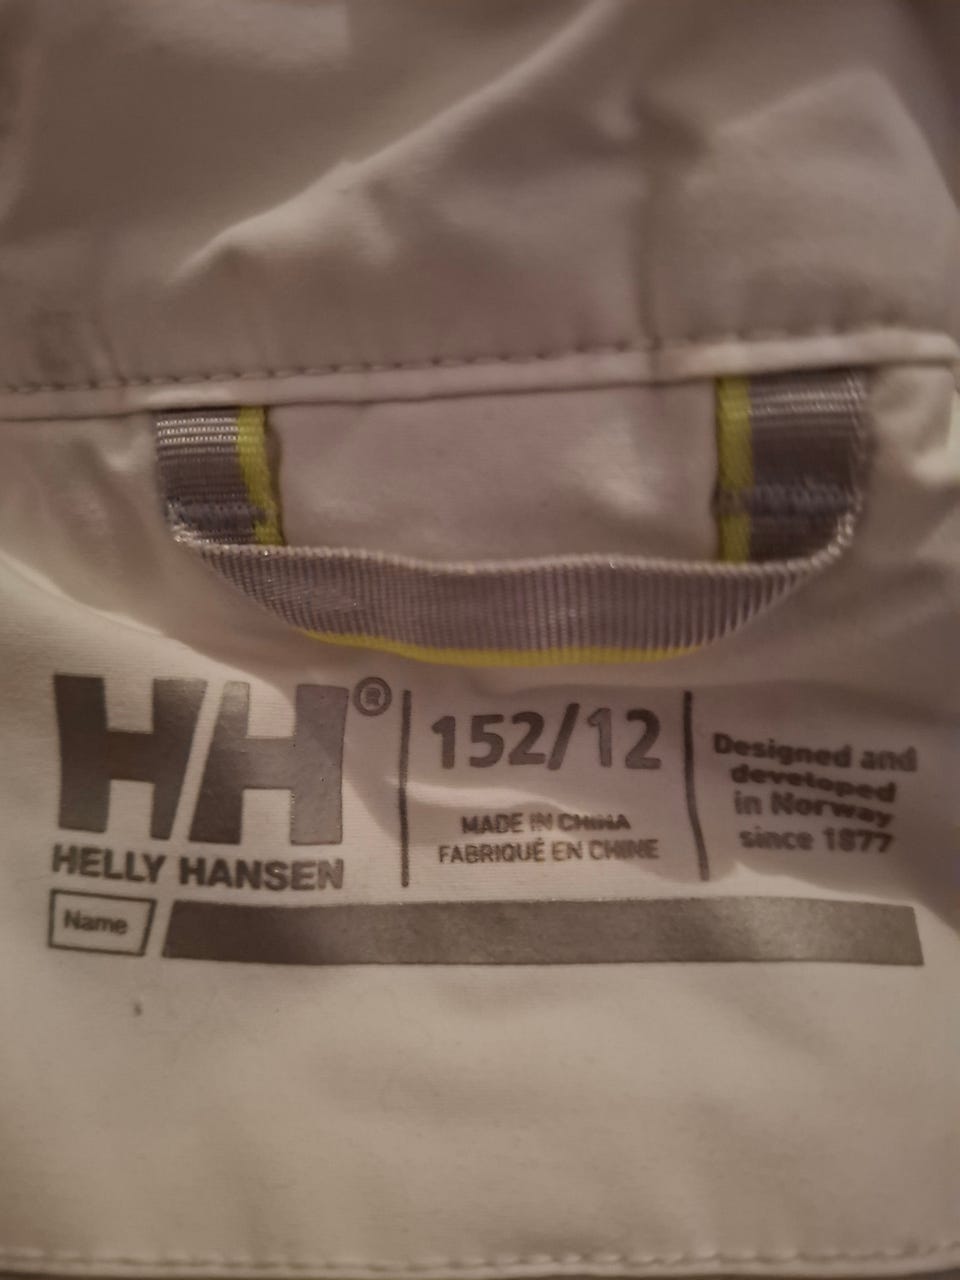 HH®
HELLY HANSEN
152/12
MADE IN CHINA
FABRIQUÉ EN CHINE
Designed and
developed
in Norway
since 1877
Name